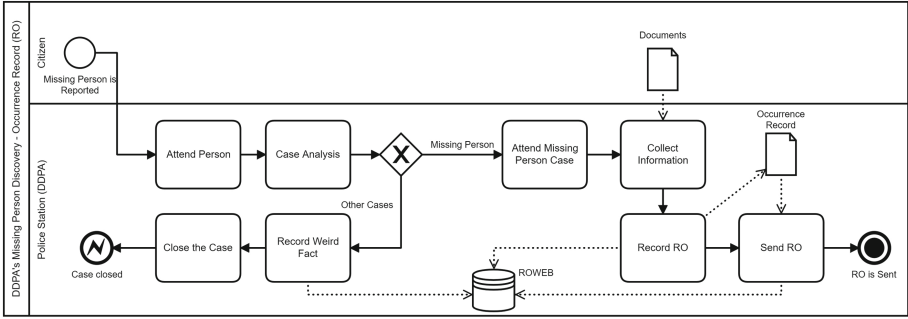 DDPA's Missing Person Discovery - Occurrence Record (RO)
Citizen
Missing Person is
Reported
Documents
Police Station (DDPA)
Attend Person
Case Analysis
X
Missing Person
Attend Missing
Person Case
Collect
Information
Occurrence
Record
Other Cases
Case closed
Close the Case
Record Weird
Fact
ROWEB
Record RO
Send RO
RO is Sent